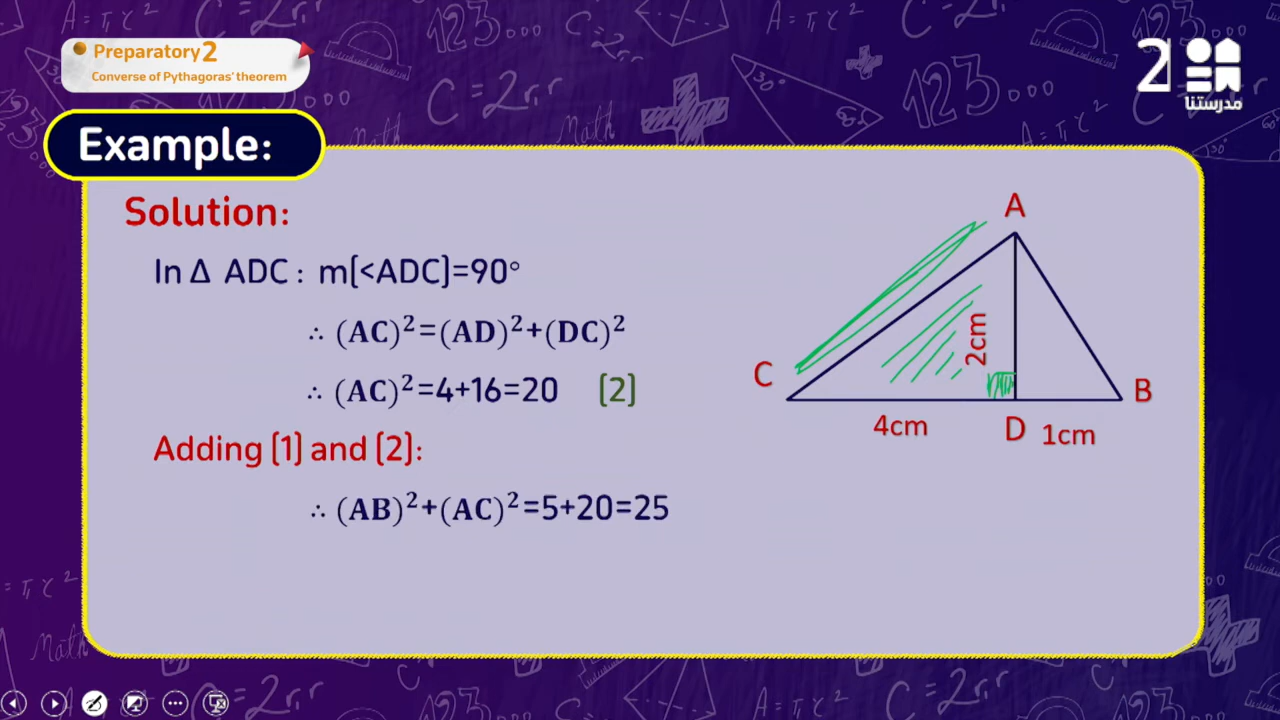 Preparatory 2
Converse of Pythagoras' theorem
2
مدرستنا
Example:
Solution:
In Δ ADC : m(<ADC)=90°
∴ (AC)²=(AD)²+(DC)²
∴ (AC)²=4+16=20 (2)
Adding (1) and (2):
∴ (AB)²+(AC)²=5+20=25
A
C
2cm
B
4cm
D
1cm